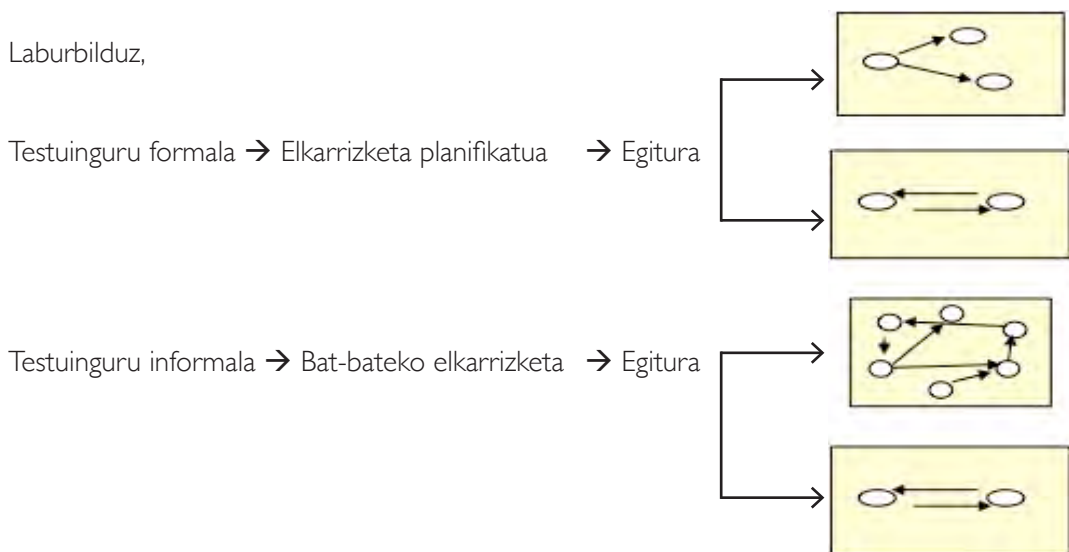 Laburbilduz,
Testuinguru formala → Elkarrizketa planifikatua → Egitura
Testuinguru informala → Bat-bateko elkarrizketa → Egitura